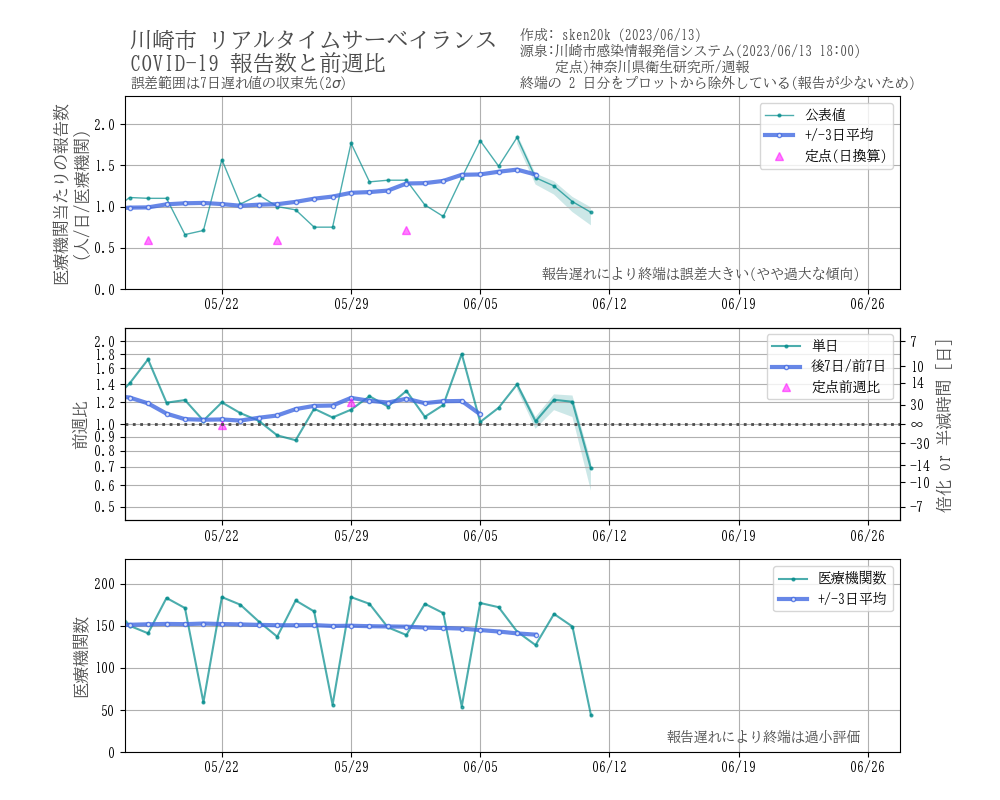 川崎市 リアルタイムサーベイランス
COVID-19 報告数と前週比
誤差範囲は7日遅れ値の収束先(2σ)
作成: sken20k (2023/06/13)
源泉:川崎市感染情報発信システム(2023/06/13 18:00)
定点)神奈川県衛生研究所/週報
終端の 2 日分をプロットから除外している(報告が少ないため)
医療機関当たりの報告数
(人/日/医療機関)
2.0
1.5
1.0
0.5
0.0
公表値
+/-3日平均
定点(日換算)
報告遅れにより終端は誤差大きい(やや過大な傾向)
05/22 05/29 06/05 06/12 06/19 06/26
前週比
2.0
1.8
1.6
1.4
1.2
1.0
0.9
0.8
0.7
0.6
0.5
単日
後7日/前7日
定点前週比
7
10
14
30
∞
-30
-14
-10
-7
倍化 or 半減時間 [日]
05/22 05/29 06/05 06/12 06/19 06/26
医療機関数
200
150
100
50
0
医療機関数
+/-3日平均
報告遅れにより終端は過小評価
05/22 05/29 06/05 06/12 06/19 06/26